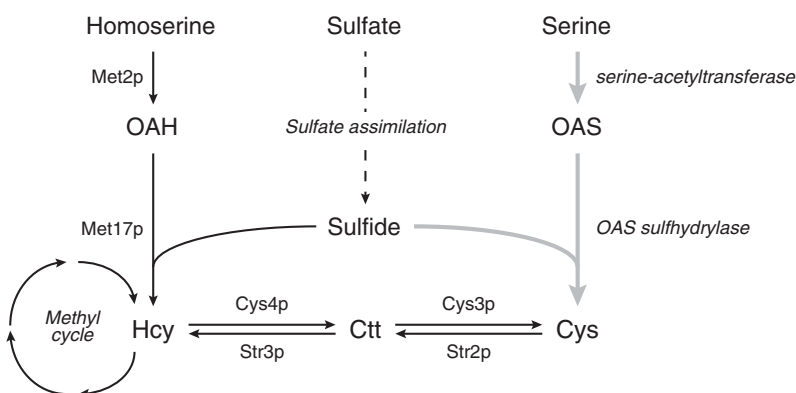 Homoserine Sulfate Serine
Met2p serine-acetyltransferase
OAH Sulfate assimilation OAS
Met17p Sulfide OAS sulfhydrylase
Methyl
cycle
Hcy Cys4p Ctt Cys3p Cys
Str3p Str2p